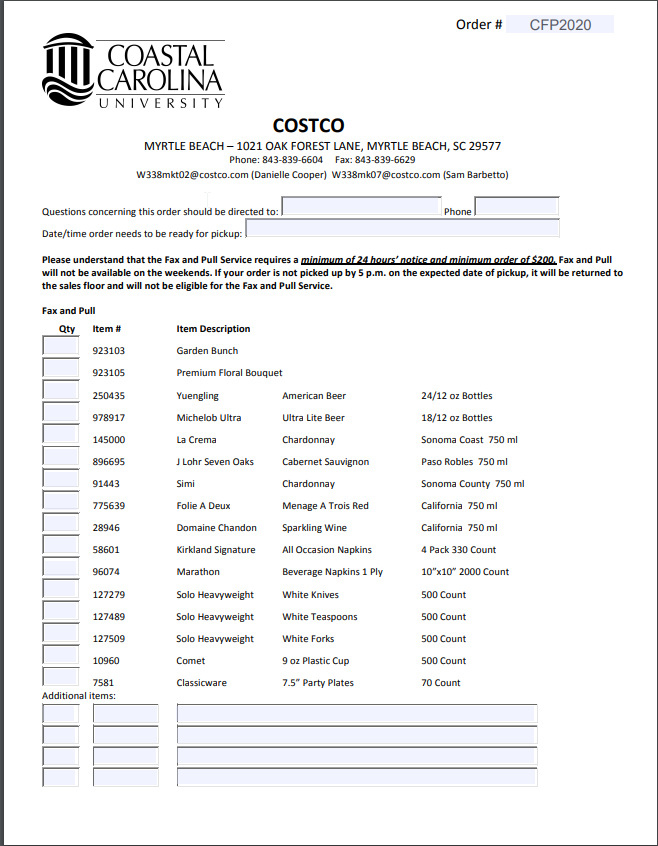 Order # CFP2020
COASTAL
CAROLINA
UNIVERSITY
COSTCO
MYRTLE BEACH – 1021 OAK FOREST LANE, MYRTLE BEACH, SC 29577
Phone: 843-839-6604 Fax: 843-839-6629
W338mkt02@costco.com (Danielle Cooper) W338mk07@costco.com (Sam Barbetto)
Questions concerning this order should be directed to: Phone
Date/time order needs to be ready for pickup:
Please understand that the Fax and Pull Service requires a minimum of 24 hours' notice and minimum order of $200. Fax and Pull
will not be available on the weekends. If your order is not picked up by 5 p.m. on the expected date of pickup, it will be returned to
the sales floor and will not be eligible for the Fax and Pull Service.
Fax and Pull
Qty Item # Item Description
923103 Garden Bunch
923105 Premium Floral Bouquet
250435 Yuengling American Beer 24/12 oz Bottles
978917 Michelob Ultra Ultra Lite Beer 18/12 oz Bottles
145000 La Crema Chardonnay Sonoma Coast 750 ml
896695 J Lohr Seven Oaks Cabernet Sauvignon Paso Robles 750 ml
91443 Simi Chardonnay Sonoma County 750 ml
775639 Folie A Deux Menage A Trois Red California 750 ml
28946 Domaine Chandon Sparkling Wine California 750 ml
58601 Kirkland Signature All Occasion Napkins 4 Pack 330 Count
96074 Marathon Beverage Napkins 1 Ply 10"x10" 2000 Count
127279 Solo Heavyweight White Knives 500 Count
127489 Solo Heavyweight White Teaspoons 500 Count
127509 Solo Heavyweight White Forks 500 Count
10960 Comet 9 oz Plastic Cup 500 Count
7581 Classicware 7.5" Party Plates 70 Count
Additional items: